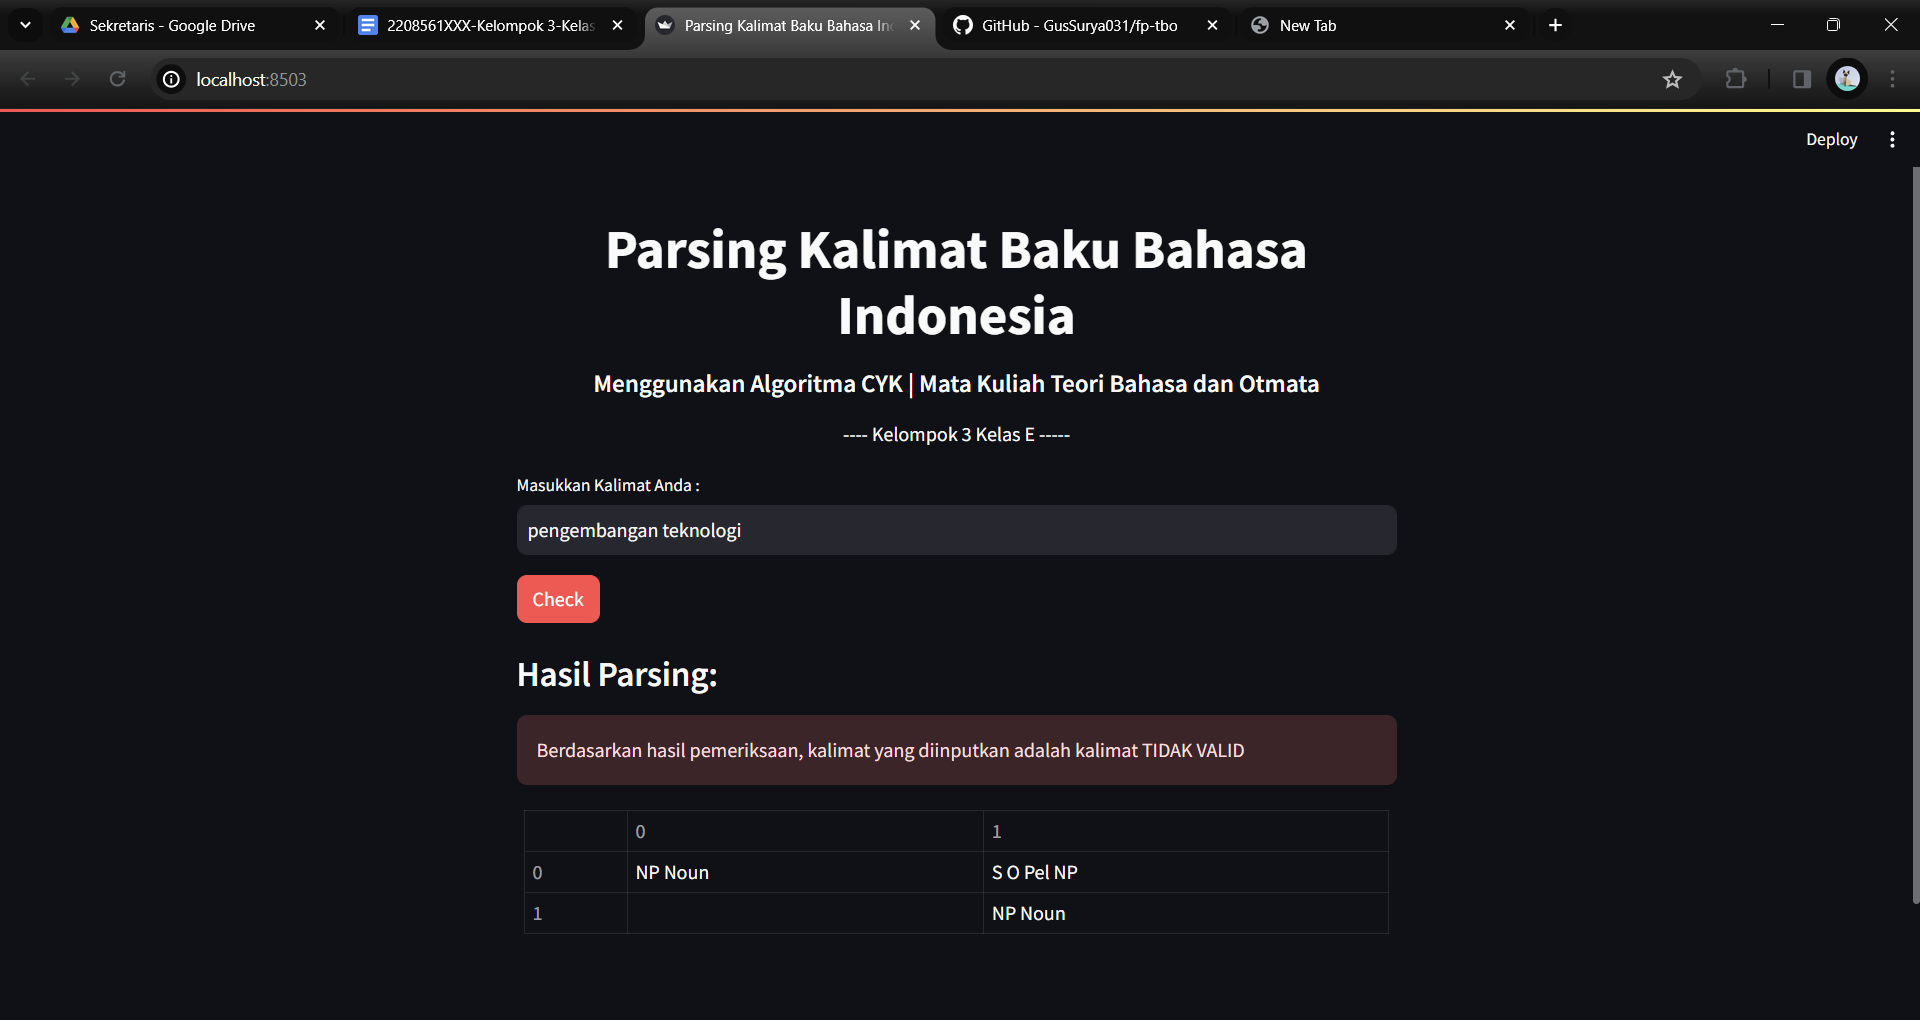 Sekretaris - Google Drive
2208561XXX-Kelompok 3-Kelas
Parsing Kalimat Baku Bahasa In
GitHub - GusSurya031/fp-tbo
New Tab
localhost:8503
Deploy
Parsing Kalimat Baku Bahasa
Indonesia
Menggunakan Algoritma CYK | Mata Kuliah Teori Bahasa dan Otmata
---- Kelompok 3 Kelas E -----
Masukkan Kalimat Anda :
pengembangan teknologi
Check
Hasil Parsing:
Berdasarkan hasil pemeriksaan, kalimat yang diinputkan adalah kalimat TIDAK VALID
0 1
0 NP Noun S O Pel NP
1 NP Noun